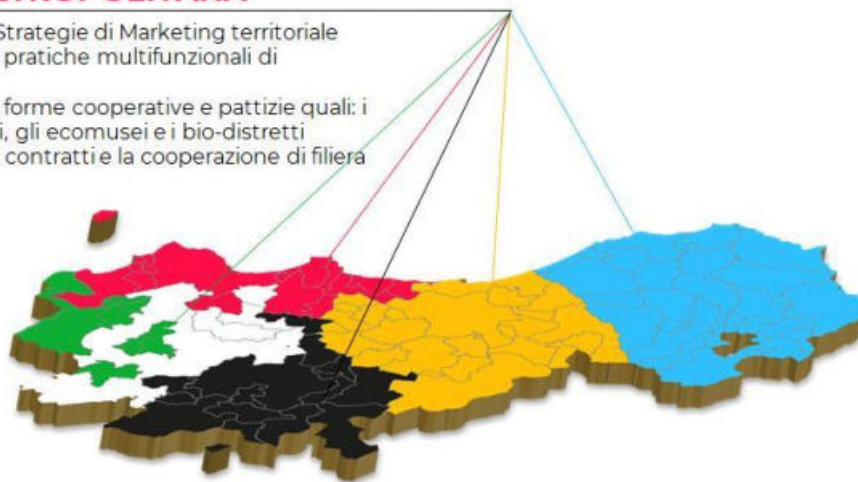 Strategie di Marketing territoriale
pratiche multifunzionali di
forme cooperative e pattizie quali: i
i, gli ecomusei e i bio-distretti
contratti e la cooperazione di filiera